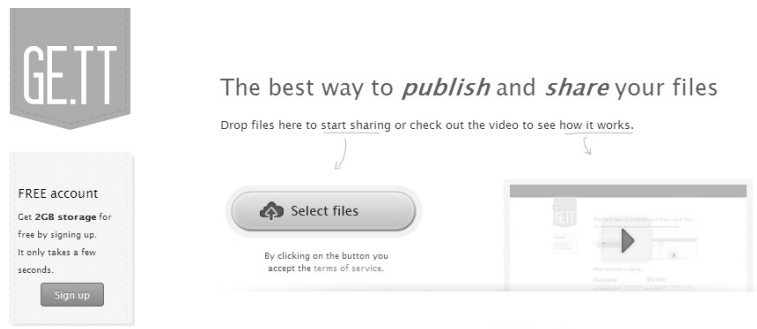 GE.TT
The best way to publish and share your files
Drop files here to start sharing or check out the video to see how it works.
FREE account
Get 2GB storage for
free by signing up.
It only takes a few
seconds.
Sign up
Select files
By clicking on the button you
accept the terms of service.
GE.TT